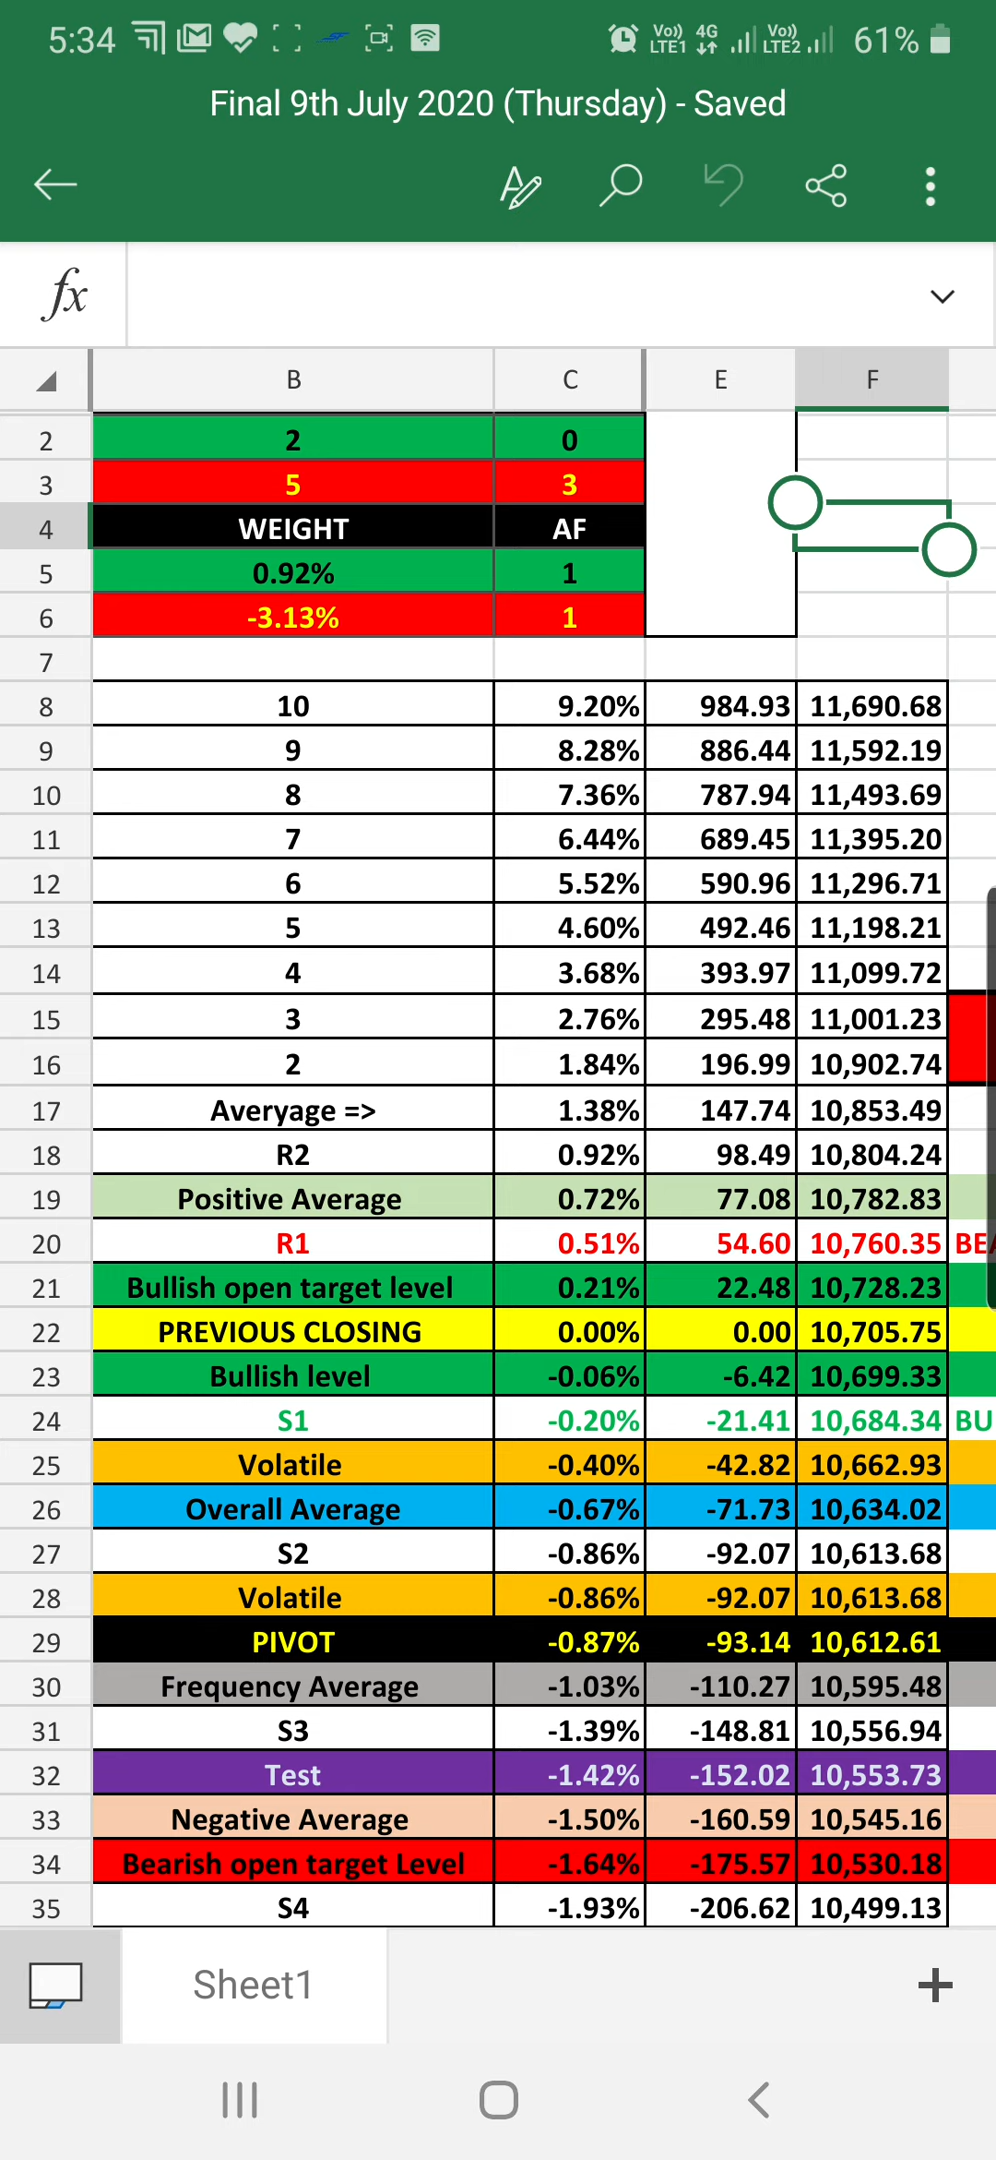 5:34 Vo)) LTE1 4G Vo)) LTE2 61%
Final 9th July 2020 (Thursday) - Saved
fx
B C E F
2 2 0
3 5 3
4 WEIGHT AF
5 0.92% 1
6 -3.13% 1
7
8 10 9.20% 984.93 11,690.68
9 9 8.28% 886.44 11,592.19
10 8 7.36% 787.94 11,493.69
11 7 6.44% 689.45 11,395.20
12 6 5.52% 590.96 11,296.71
13 5 4.60% 492.46 11,198.21
14 4 3.68% 393.97 11,099.72
15 3 2.76% 295.48 11,001.23
16 2 1.84% 196.99 10,902.74
17 Averyage => 1.38% 147.74 10,853.49
18 R2 0.92% 98.49 10,804.24
19 Positive Average 0.72% 77.08 10,782.83
20 R1 0.51% 54.60 10,760.35 BEA
21 Bullish open target level 0.21% 22.48 10,728.23
22 PREVIOUS CLOSING 0.00% 0.00 10,705.75
23 Bullish level -0.06% -6.42 10,699.33
24 S1 -0.20% -21.41 10,684.34 BU
25 Volatile -0.40% -42.82 10,662.93
26 Overall Average -0.67% -71.73 10,634.02
27 S2 -0.86% -92.07 10,613.68
28 Volatile -0.86% -92.07 10,613.68
29 PIVOT -0.87% -93.14 10,612.61
30 Frequency Average -1.03% -110.27 10,595.48
31 S3 -1.39% -148.81 10,556.94
32 Test -1.42% -152.02 10,553.73
33 Negative Average -1.50% -160.59 10,545.16
34 Bearish open target Level -1.64% -175.57 10,530.18
35 S4 -1.93% -206.62 10,499.13
Sheet1